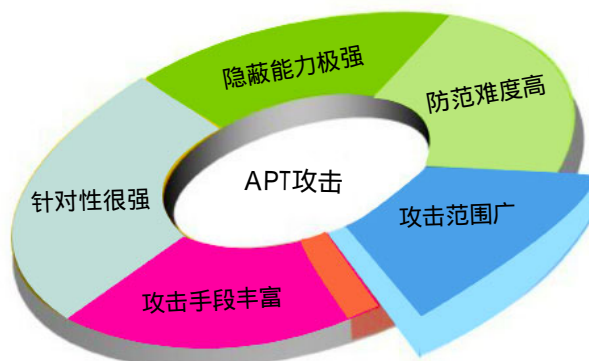 隐蔽能力极强
防范难度高
针对性很强
APT攻击
攻击范围广
攻击手段丰富